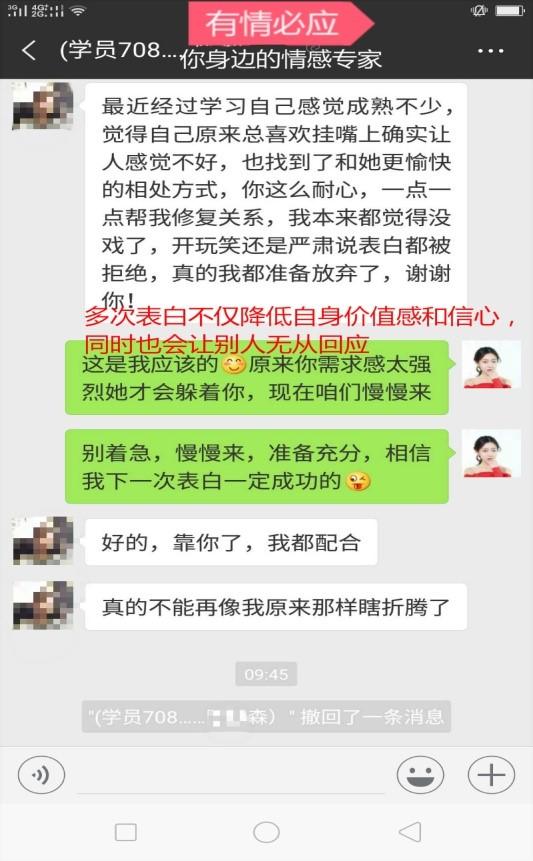 3G 4G 2G
有情必应
(学员708...
你身边的情感专家
最近经过学习自己感觉成熟不少，
觉得自己原来总喜欢挂嘴上确实让
人感觉不好，也找到了和她更愉快
的相处方式，你这么耐心，一点一
点帮我修复关系，我本来都觉得没
戏了，开玩笑还是严肃说表白都被
拒绝，真的我都准备放弃了，谢谢
你！
多次表白不仅降低自身价值感和信心，
同时也会让别人无从回应
这是我应该的😊原来你需求感太强
烈她才会躲着你，现在咱们慢慢来
别着急，慢慢来，准备充分，相信
我下一次表白一定成功的😜
好的，靠你了，我都配合
真的不能再像我原来那样瞎折腾了
09:45
"(学员708......森）" 撤回了一条消息